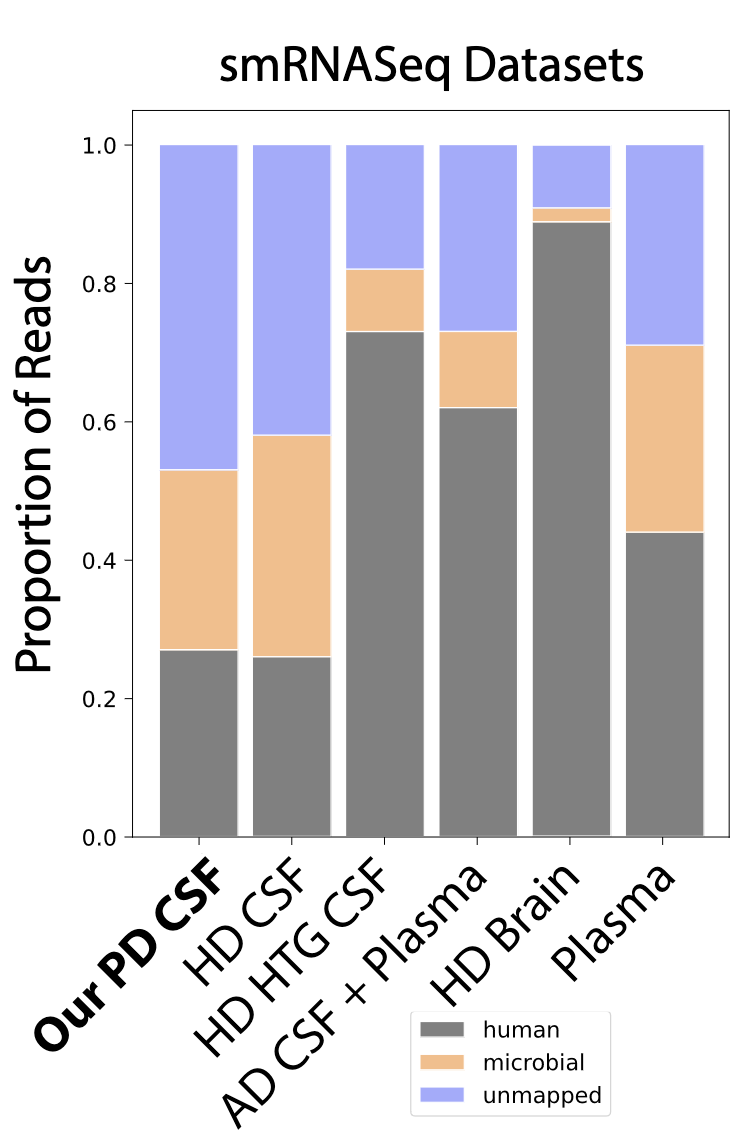 smRNASeq Datasets
Proportion of Reads
1.0
0.8
0.6
0.4
0.2
0.0
Our PD CSF
HD CSF
HD HTG CSF
AD CSF + Plasma
HD Brain
Plasma
human
microbial
unmapped